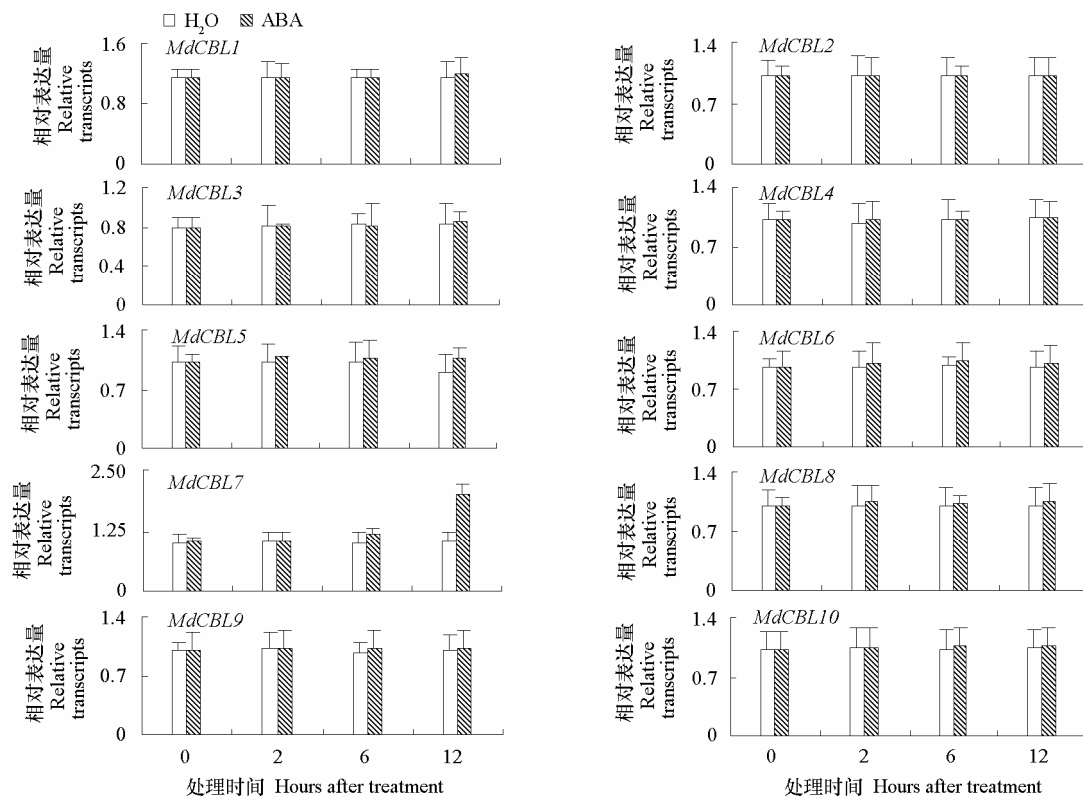 H₂O ABA
MdCBL1
1.6
0.8
0
相对表达量
Relative
transcripts
MdCBL2
1.4
0.7
0
相对表达量
Relative
transcripts
MdCBL3
1.2
0.8
0.4
0
相对表达量
Relative
transcripts
MdCBL4
1.4
0.7
0
相对表达量
Relative
transcripts
MdCBL5
1.4
0.7
0
相对表达量
Relative
transcripts
MdCBL6
1.4
0.7
0
相对表达量
Relative
transcripts
MdCBL7
2.50
1.25
0
相对表达量
Relative
transcripts
MdCBL8
1.4
0.7
0
相对表达量
Relative
transcripts
MdCBL9
1.4
0.7
0
相对表达量
Relative
transcripts
MdCBL10
1.4
0.7
0
相对表达量
Relative
transcripts
0 2 6 12
处理时间 Hours after treatment
0 2 6 12
处理时间 Hours after treatment